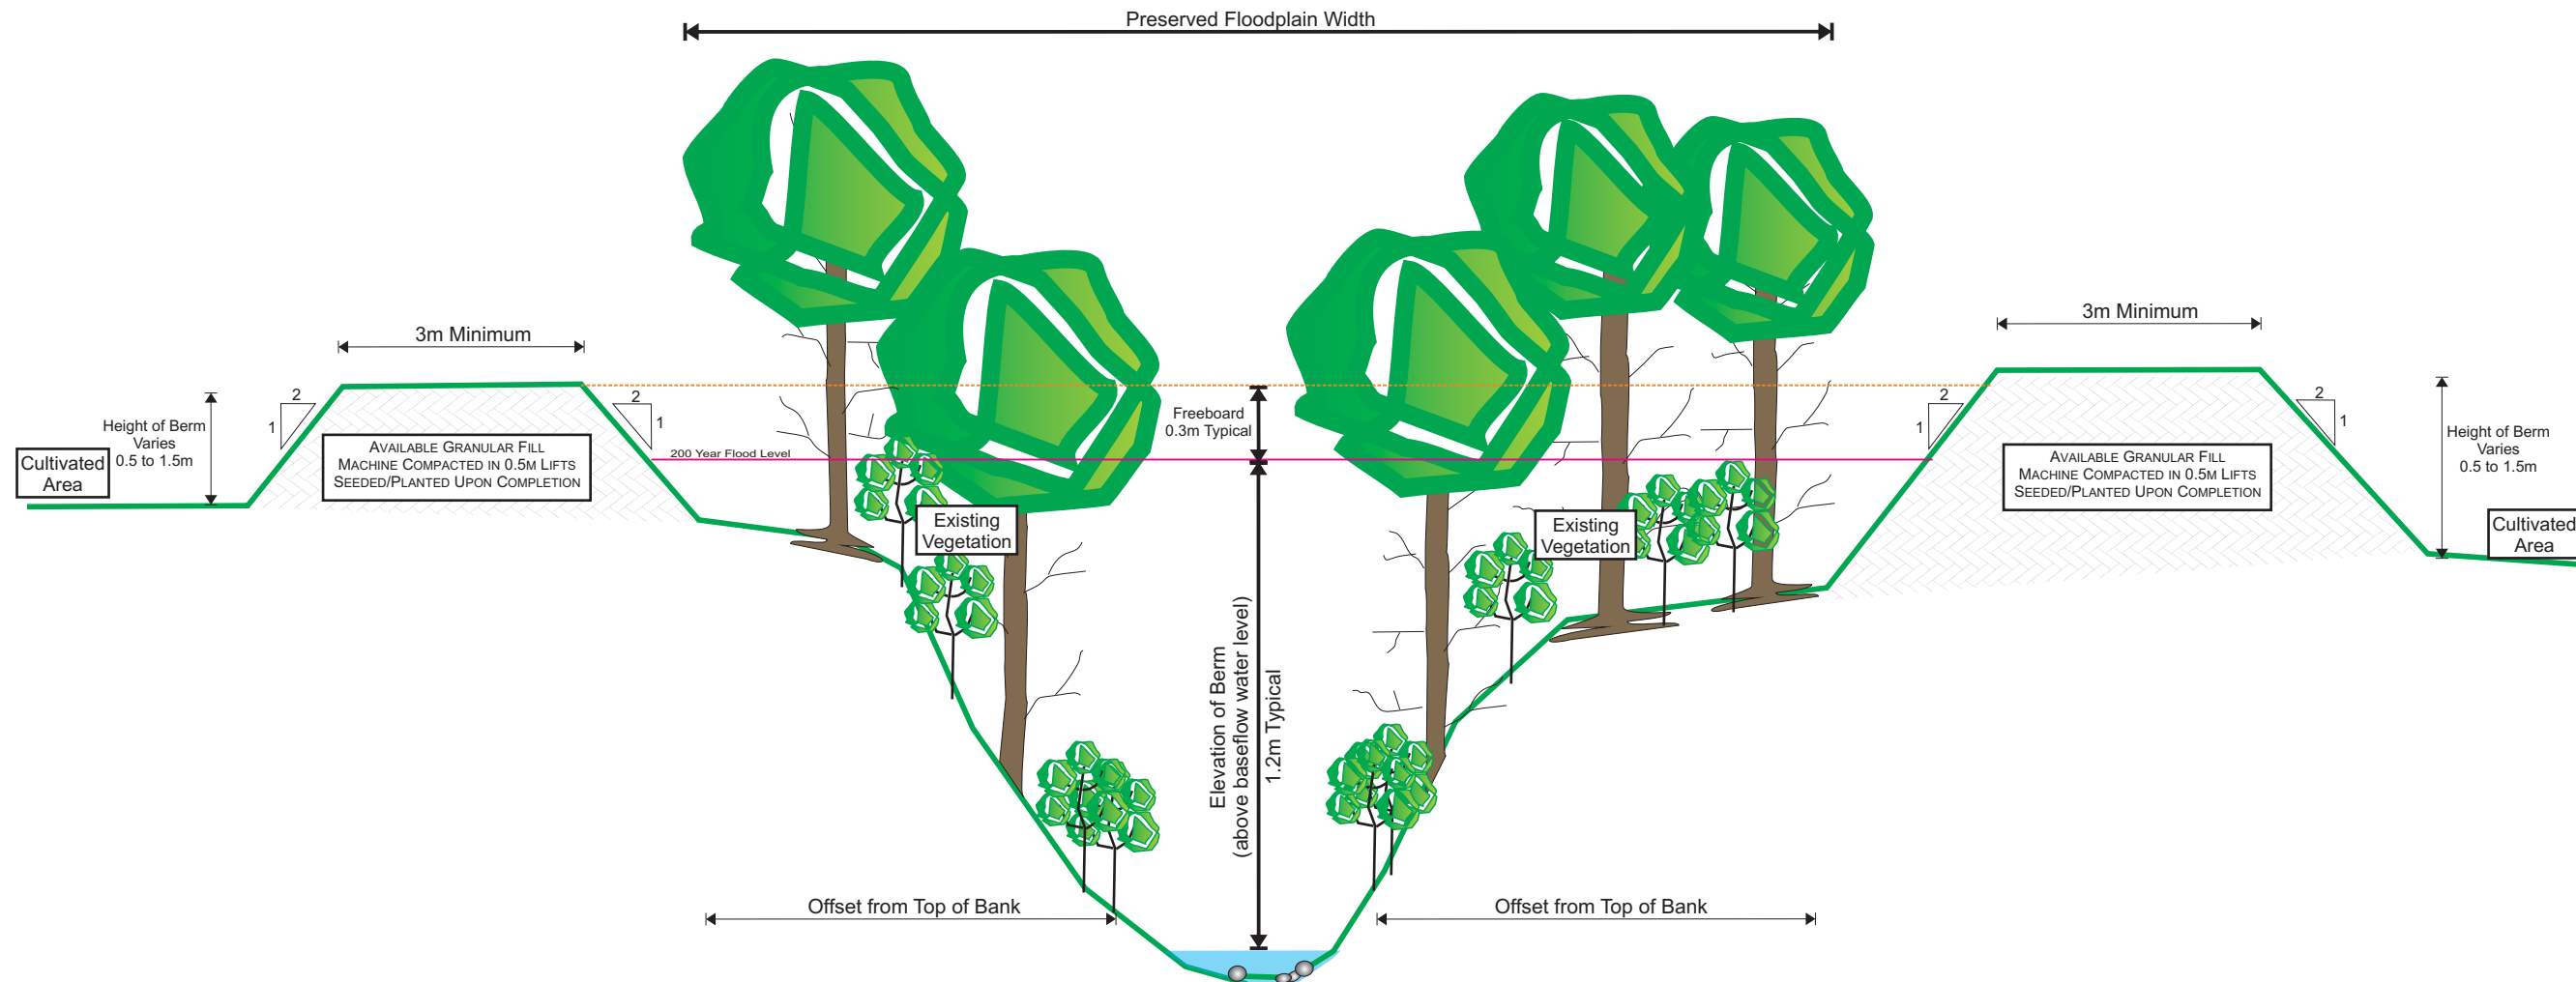 Preserved Floodplain Width
3m Minimum
3m Minimum
2
1
2
1
2
1
2
1
Height of Berm
Varies
0.5 to 1.5m
Cultivated
Area
AVAILABLE GRANULAR FILL
MACHINE COMPACTED IN 0.5M LIFTS
SEEDED/PLANTED UPON COMPLETION
200 Year Flood Level
Freeboard
0.3m Typical
AVAILABLE GRANULAR FILL
MACHINE COMPACTED IN 0.5M LIFTS
SEEDED/PLANTED UPON COMPLETION
Height of Berm
Varies
0.5 to 1.5m
Cultivated
Area
Existing
Vegetation
Existing
Vegetation
Elevation of Berm
(above baseflow water level)
1.2m Typical
Offset from Top of Bank
Offset from Top of Bank